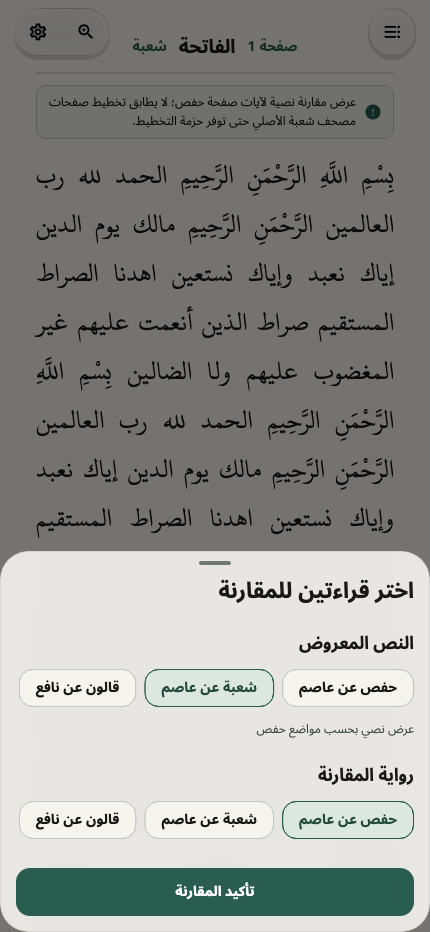 صفحة 1 الفاتحة شعبة
عرض مقارنة نصية لآيات صفحة حفص؛ لا يطابق تخطيط صفحات
مصحف شعبة الأصلي حتى توفر حزمة التخطيط.
بِسْمِ اللَّهِ الرَّحْمَنِ الرَّحِيمِ الحمد لله رب
العالمين الرَّحْمَنِ الرَّحِيمِ مالك يوم الدين
إياك نعبد وإياك نستعين اهدنا الصراط
المستقيم صراط الذين أنعمت عليهم غير
المغضوب عليهم ولا الضالين بِسْمِ اللَّهِ
الرَّحْمَنِ الرَّحِيمِ الحمد لله رب العالمين
الرَّحْمَنِ الرَّحِيمِ مالك يوم الدين إياك نعبد
وإياك نستعين اهدنا الصراط المستقيم
اختر قراءتين للمقارنة
النص المعروض
حفص عن عاصم شعبة عن عاصم قالون عن نافع
عرض نصي بحسب مواضع حفص
رواية المقارنة
حفص عن عاصم شعبة عن عاصم قالون عن نافع
تأكيد المقارنة